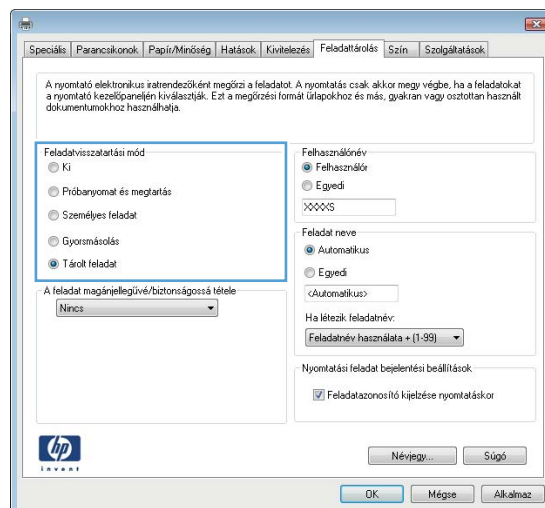 Speciális Parancsikonok Papír/Minőség Hatások Kivitelezés Feladattárolás Szín Szolgáltatások
A nyomtató elektronikus iratrendezőként megőrzi a feladatot. A nyomtatás csak akkor megy végbe, ha a feladatokat
a nyomtató kezelőpaneljén kiválasztják. Ezt a megőrzési formát űrlapokhoz és más, gyakran vagy osztottan használt
dokumentumokhoz használhatja.
Feladatvisszatartási mód
Ki
Próbanyomat és megtartás
Személyes feladat
Gyorsmásolás
Tárolt feladat
A feladat magánjellegűvé/biztonságossá tétele
Nincs
Felhasználónév
Felhasználór
Egyedi
XXXXS
Feladat neve
Automatikus
Egyedi
<Automatikus>
Ha létezik feladatnév:
Feladatnév használata + (1-99)
Nyomtatási feladat bejelentési beállítások
Feladatazonosító kijelzése nyomtatáskor
hp
invent
Névjegy... Súgó
OK Mégse Alkalmaz